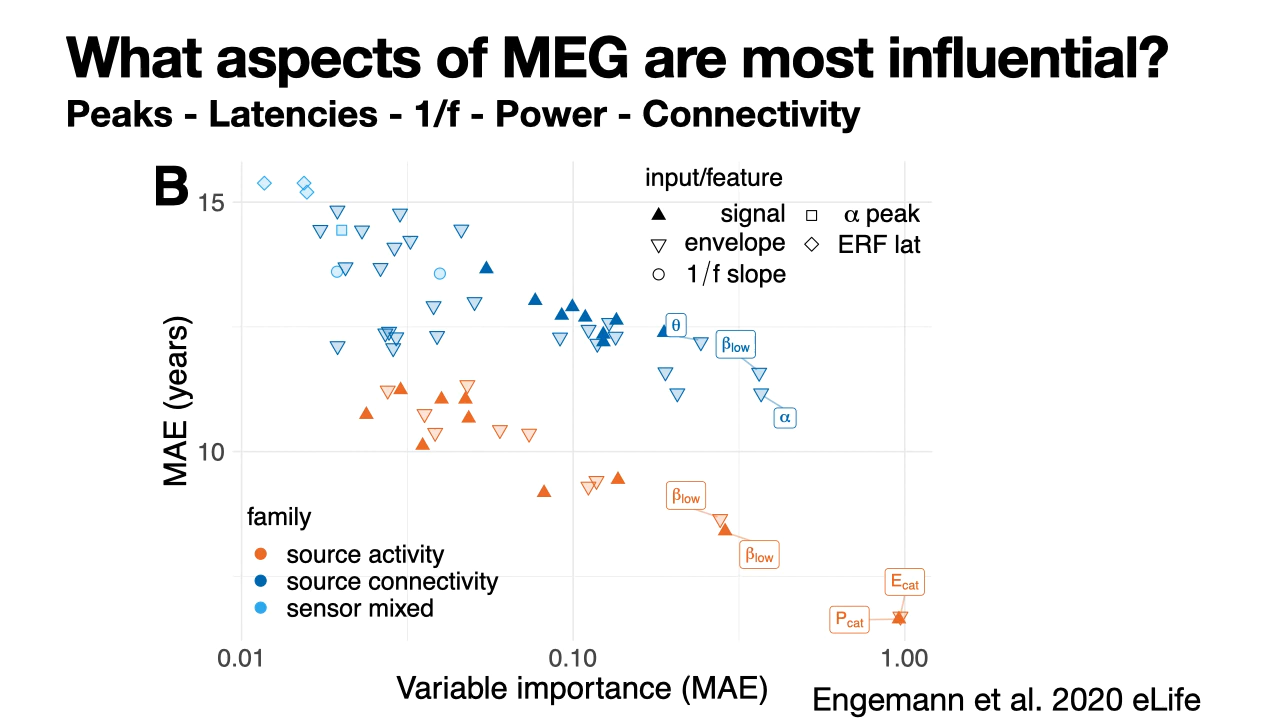 What aspects of MEG are most influential?
Peaks - Latencies - 1/f - Power - Connectivity
B
input/feature
signal
α peak
envelope
ERF lat
1/f slope
15
10
MAE (years)
θ
βlow
α
βlow
βlow
Ecat
Pcat
family
source activity
source connectivity
sensor mixed
0.01
0.10
1.00
Variable importance (MAE)
Engemann et al. 2020 eLife